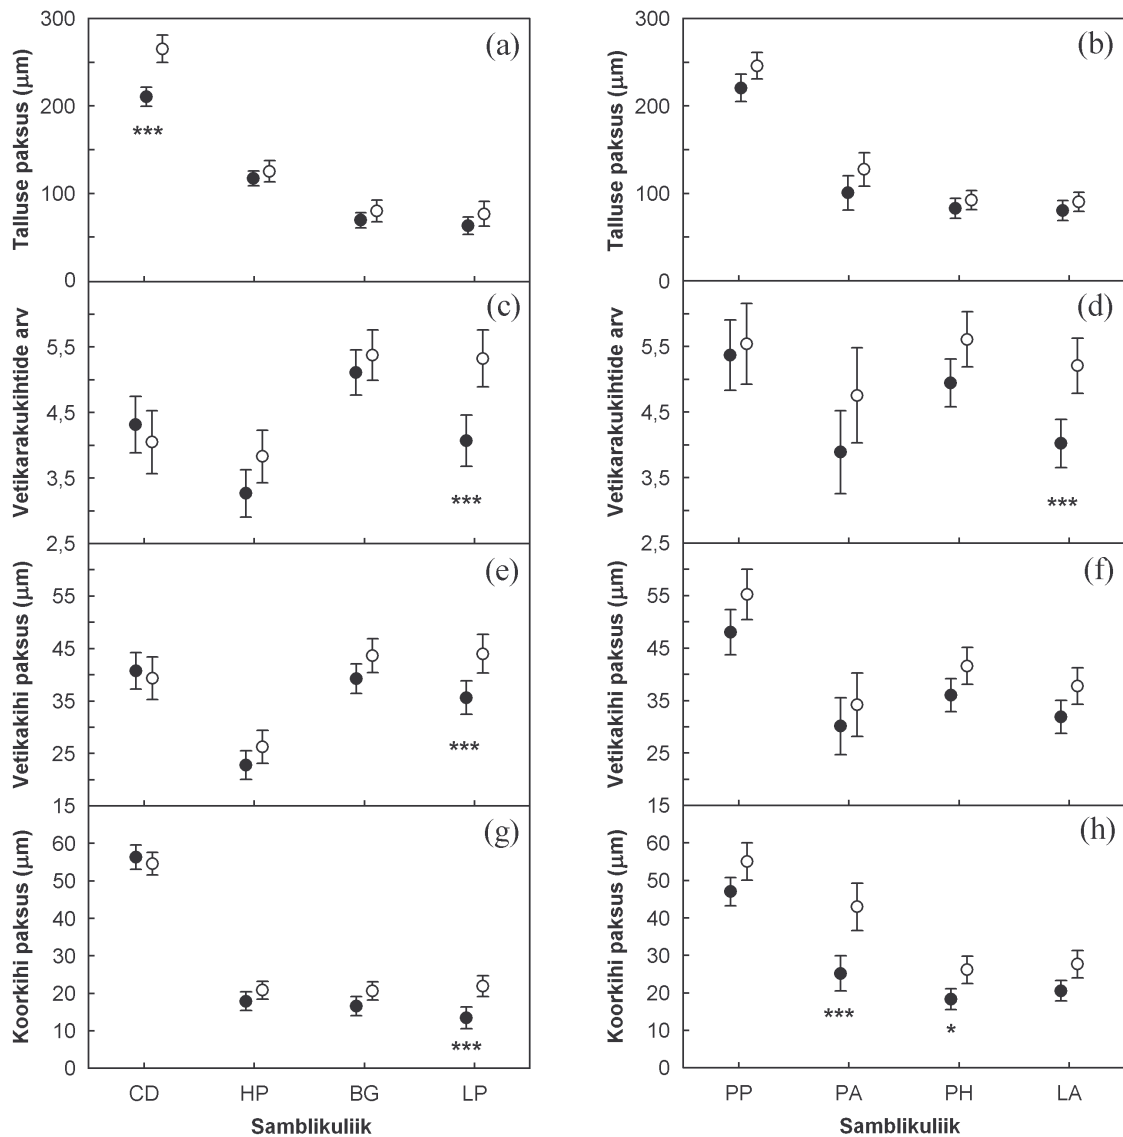 (a)
Talluse paksus (µm)
300
200
100
0
***
(b)
Talluse paksus (µm)
300
200
100
0
(c)
Vetikarakukihtide arv
5,5
4,5
3,5
2,5
***
(d)
Vetikarakukihtide arv
5,5
4,5
3,5
2,5
***
(e)
Vetikakihi paksus (µm)
55
45
35
25
15
***
(f)
Vetikakihi paksus (µm)
55
45
35
25
15
(g)
Koorkihi paksus (µm)
60
50
40
30
20
10
0
***
CD HP BG LP
Samblikuliik
(h)
Koorkihi paksus (µm)
60
50
40
30
20
10
0
***
*
PP PA PH LA
Samblikuliik